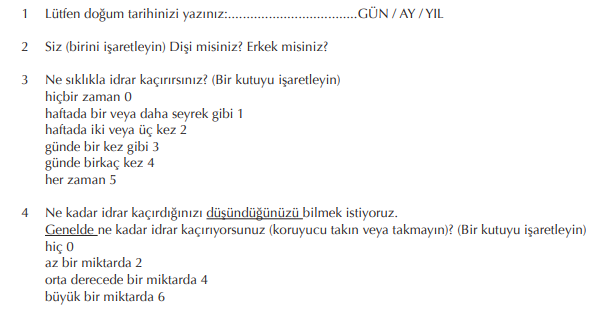 1 Lütfen doğum tarihinizi yazınız:..................................GÜN / AY / YIL
2 Siz (birini işaretleyin) Dişi misiniz? Erkek misiniz?
3 Ne sıklıkla idrar kaçırırsınız? (Bir kutuyu işaretleyin)
hiçbir zaman 0
haftada bir veya daha seyrek gibi 1
haftada iki veya üç kez 2
günde bir kez gibi 3
günde birkaç kez 4
her zaman 5
4 Ne kadar idrar kaçırdığınızı düşündüğünüzü bilmek istiyoruz.
Genelde ne kadar idrar kaçırıyorsunuz (koruyucu takın veya takmayın)? (Bir kutuyu işaretleyin)
hiç 0
az bir miktarda 2
orta derecede bir miktarda 4
büyük bir miktarda 6